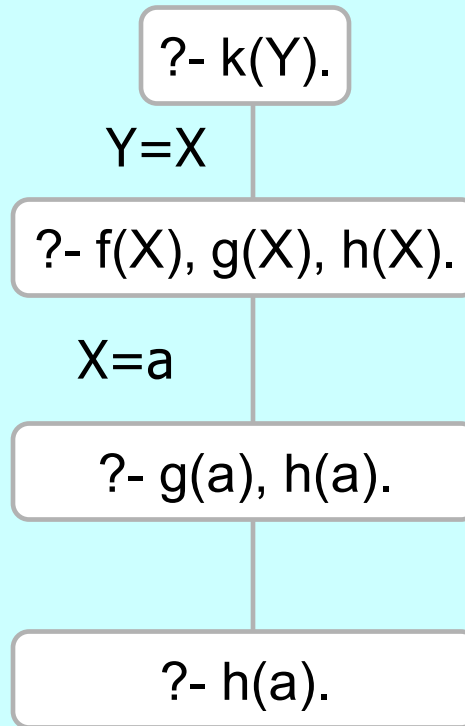 ?- k(Y).
Y=X
?- f(X), g(X), h(X).
X=a
?- g(a), h(a).
?- h(a).